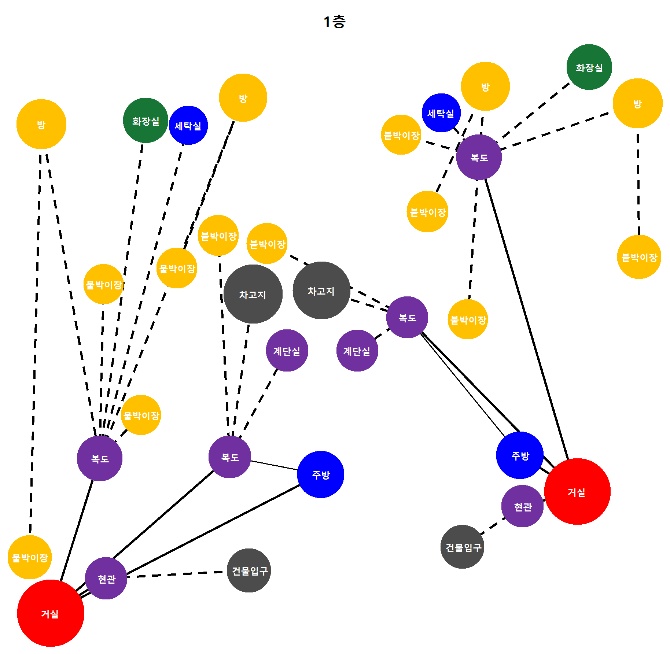 1층
화장실
방
방
방
방
화장실
세탁실
세탁실
붙박이장
복도
붙박이장
붙박이장
붙박이장
붙박이장
붙박이장
붙박이장
차고지
차고지
복도
붙박이장
계단실
계단실
붙박이장
복도
복도
주방
주방
거실
현관
건물입구
붙박이장
현관
건물입구
거실